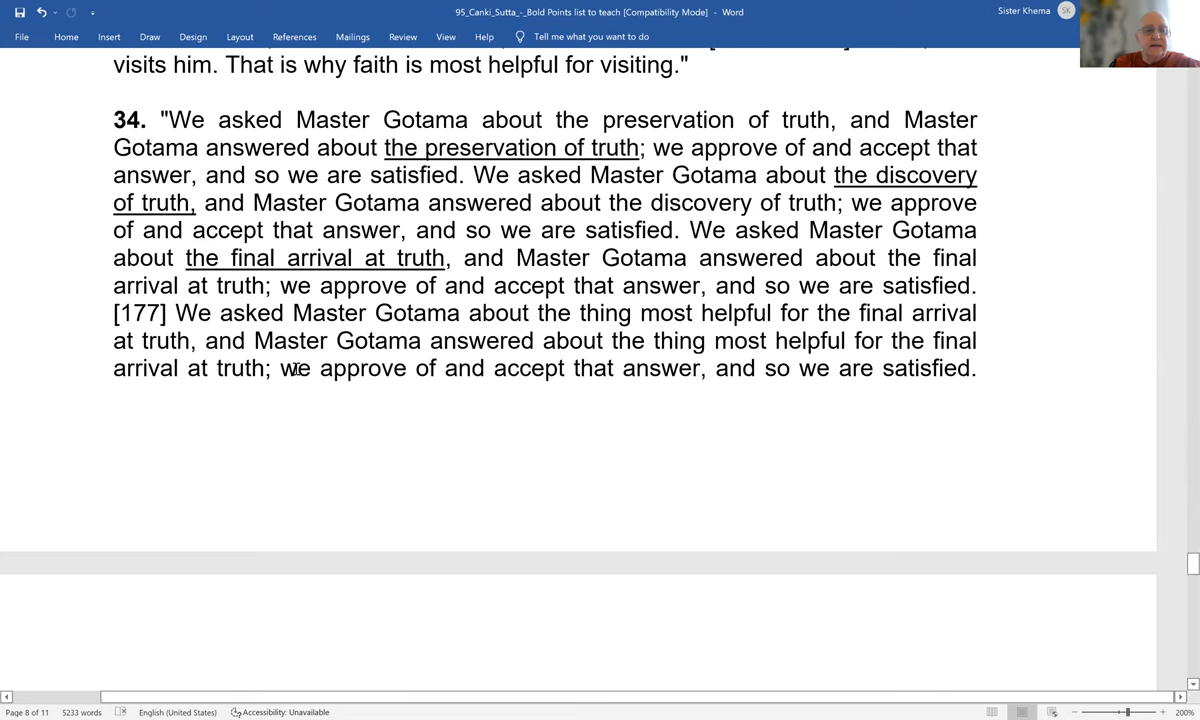 95_Canki_Sutta_-_Bold Points list to teach [Compatibility Mode] - Word
Sister Khema
SK
File Home Insert Draw Design Layout References Mailings Review View Help Tell me what you want to do
visits him. That is why faith is most helpful for visiting."
34. "We asked Master Gotama about the preservation of truth, and Master
Gotama answered about the preservation of truth; we approve of and accept that
answer, and so we are satisfied. We asked Master Gotama about the discovery
of truth, and Master Gotama answered about the discovery of truth; we approve
of and accept that answer, and so we are satisfied. We asked Master Gotama
about the final arrival at truth, and Master Gotama answered about the final
arrival at truth; we approve of and accept that answer, and so we are satisfied.
[177] We asked Master Gotama about the thing most helpful for the final arrival
at truth, and Master Gotama answered about the thing most helpful for the final
arrival at truth; we approve of and accept that answer, and so we are satisfied.
Page 8 of 11 5233 words English (United States) Accessibility: Unavailable 200%